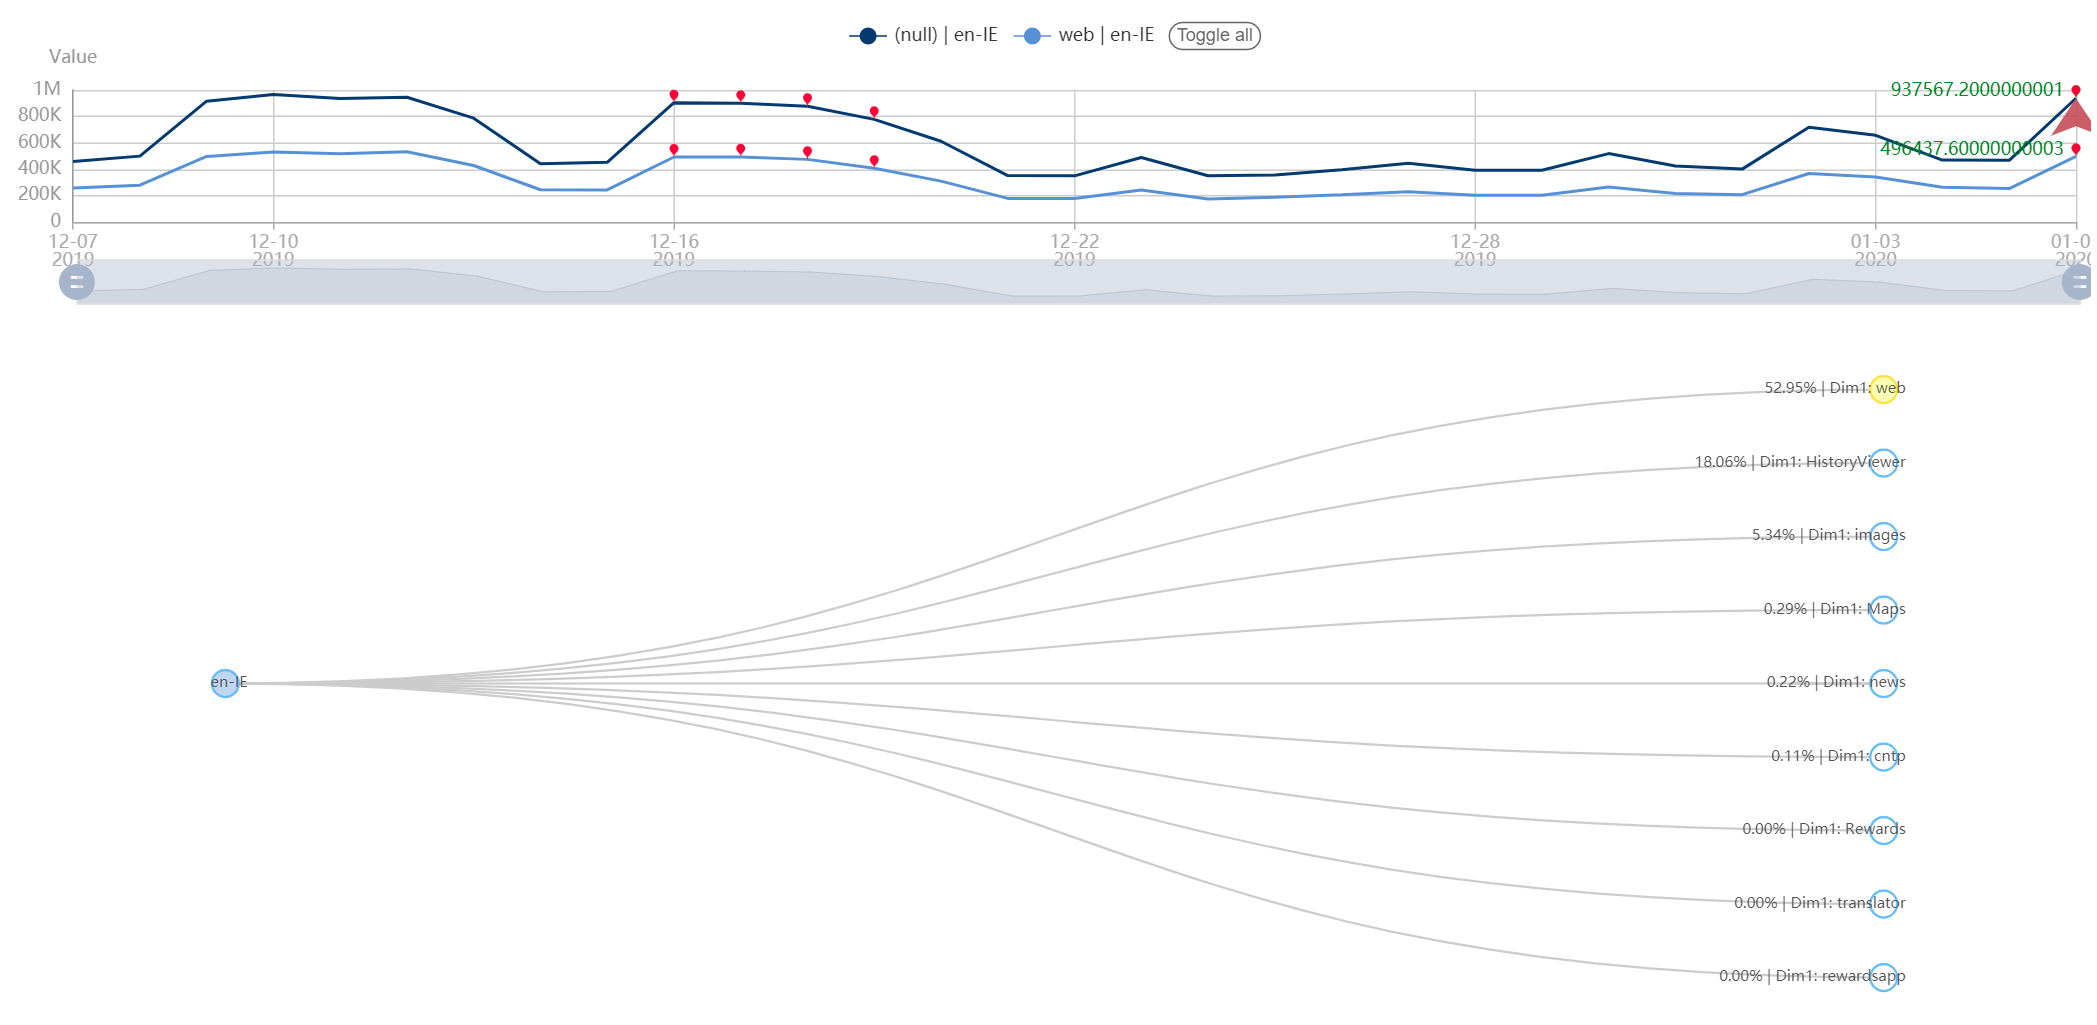 (null) | en-IE
web | en-IE
Toggle all
Value
1M
937567.2000000001
800K
600K
496437.60000000003
400K
200K
0
12-07
2019
12-10
2019
12-16
2019
12-22
2019
12-28
2019
01-03
2020
01-0
2020
52.95% | Dim1: web
18.06% | Dim1: HistoryViewer
5.34% | Dim1: images
0.29% | Dim1: Maps
en-IE
0.22% | Dim1: news
0.11% | Dim1: cntp
0.00% | Dim1: Rewards
0.00% | Dim1: translator
0.00% | Dim1: rewardsapp